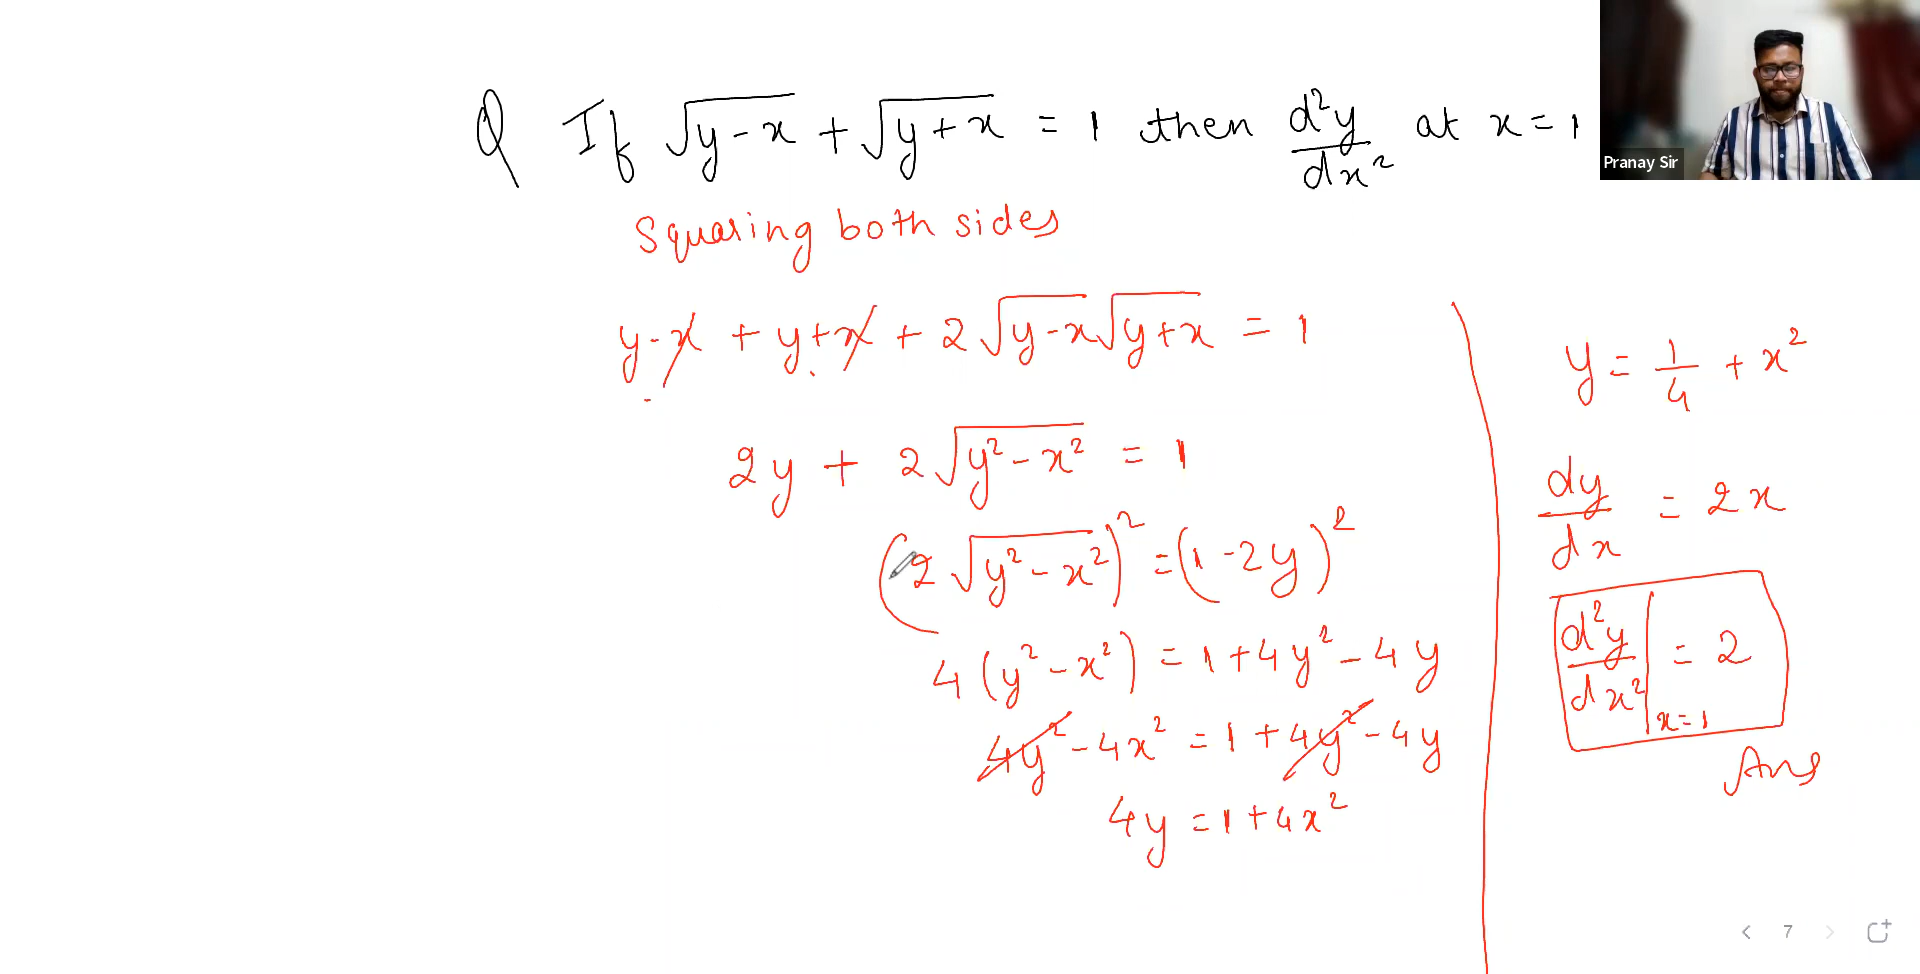 Q If √(y-x) + √(y+x) = 1 then d²y/dx² at x=1
Pranay Sir
Squaring both sides
y-x + y+x + 2√(y-x)√(y+x) = 1
2y + 2√(y²-x²) = 1
(2√(y²-x²))² = (1-2y)²
4(y²-x²) = 1+4y²-4y
4y²-4x² = 1+4y²-4y
4y = 1+4x²
y = 1/4 + x²
dy/dx = 2x
d²y/dx² |x=1 = 2
Ans
7